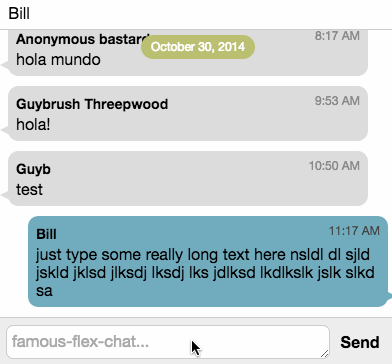 Bill
October 30, 2014
Anonymous bastard 8:17 AM
hola mundo
Guybrush Threepwood 9:53 AM
hola!
Guyb 10:50 AM
test
Bill 11:17 AM
just type some really long text here nsldl dl sjld
jskld jklsd jlksdj lksdj lks jdlksd lkdlkslk jslk slkd
sa
famous-flex-chat... Send